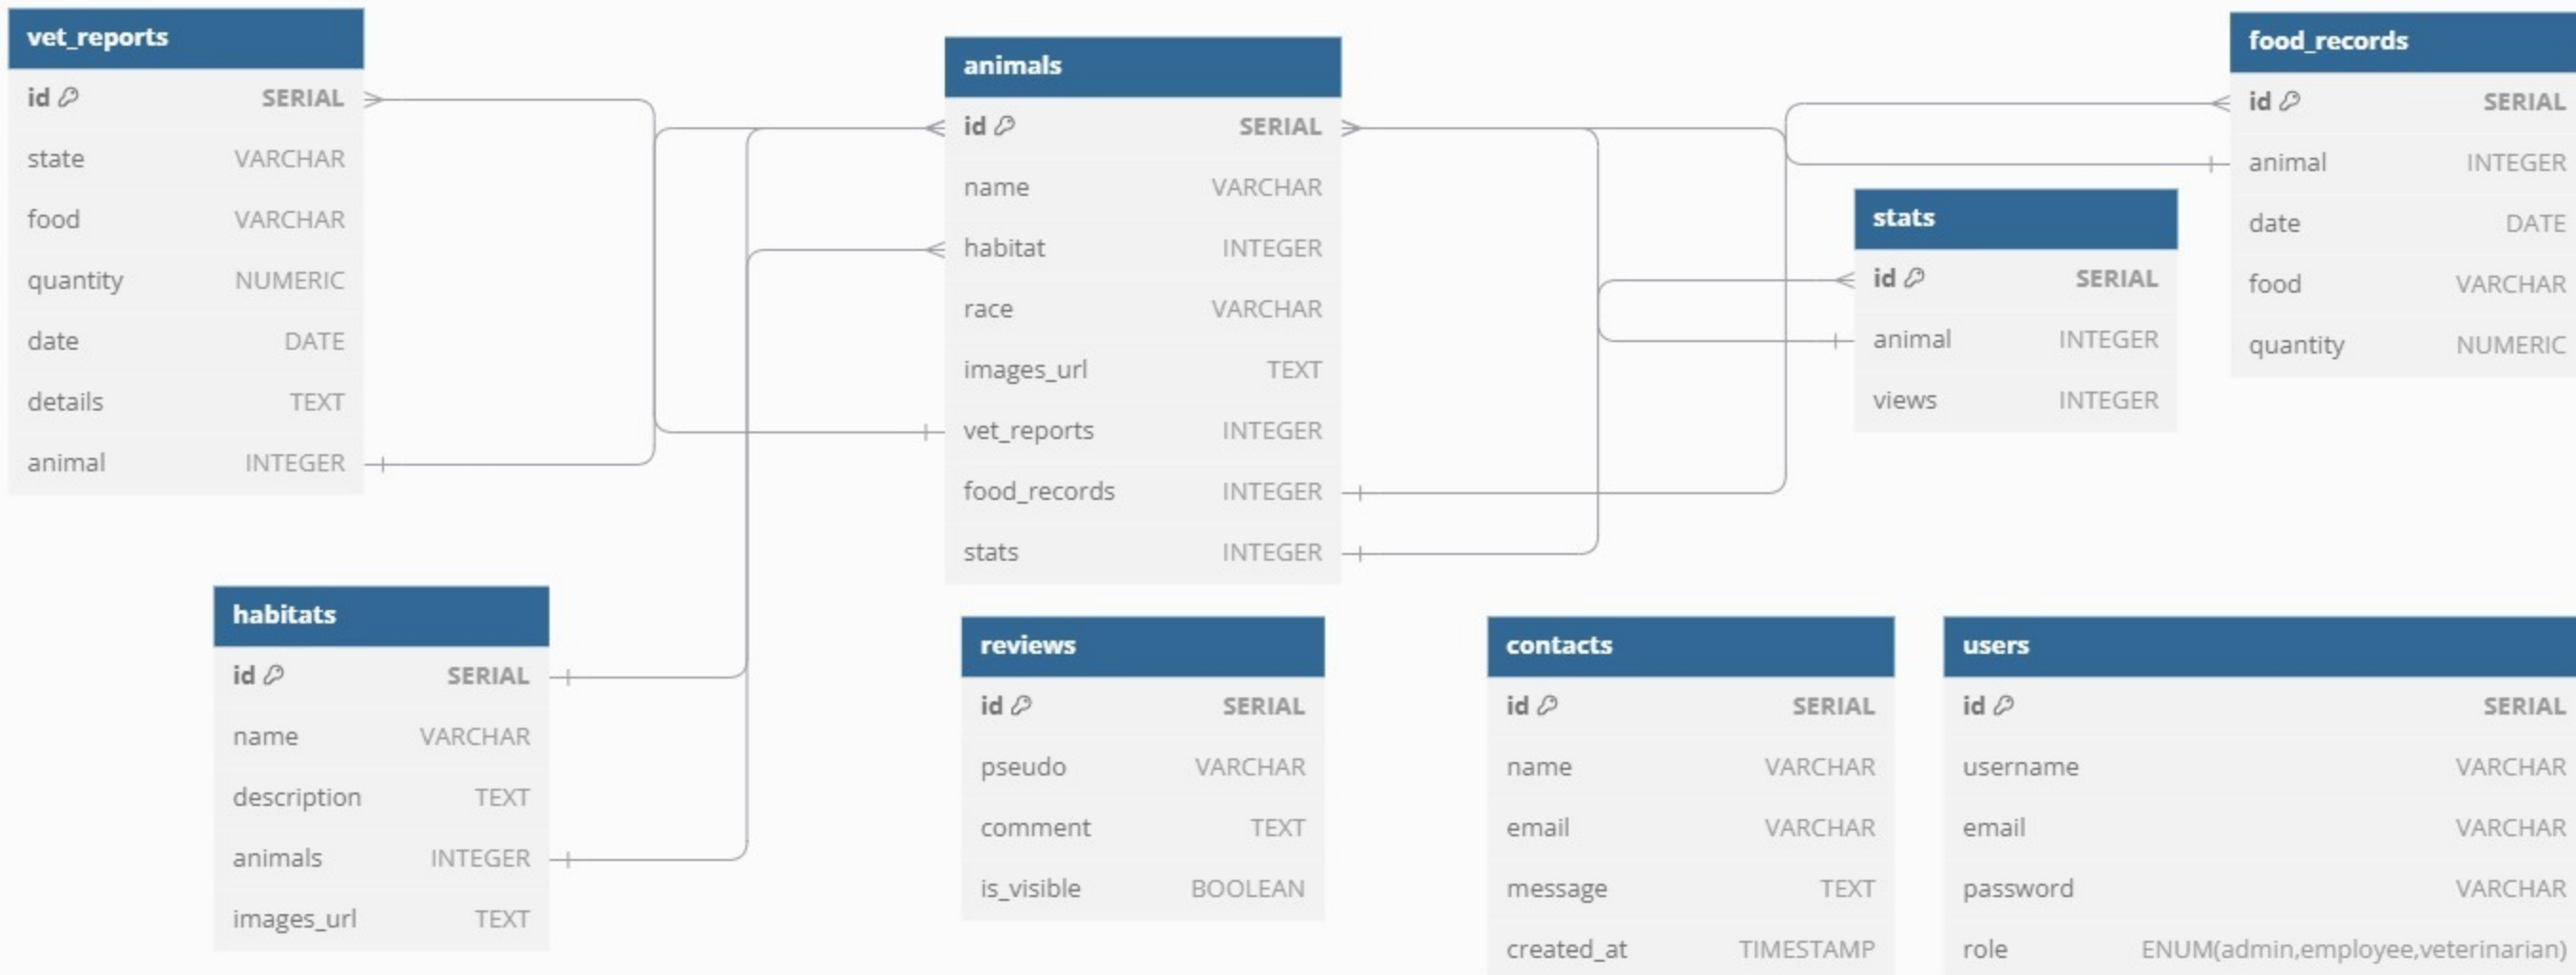 vet_reports
id SERIAL
state VARCHAR
food VARCHAR
quantity NUMERIC
date DATE
details TEXT
animal INTEGER
animals
id SERIAL
name VARCHAR
habitat INTEGER
race VARCHAR
images_url TEXT
vet_reports INTEGER
food_records INTEGER
stats INTEGER
food_records
id SERIAL
animal INTEGER
date DATE
food VARCHAR
quantity NUMERIC
stats
id SERIAL
animal INTEGER
views INTEGER
habitats
id SERIAL
name VARCHAR
description TEXT
animals INTEGER
images_url TEXT
reviews
id SERIAL
pseudo VARCHAR
comment TEXT
is_visible BOOLEAN
contacts
id SERIAL
name VARCHAR
email VARCHAR
message TEXT
created_at TIMESTAMP
users
id SERIAL
username VARCHAR
email VARCHAR
password VARCHAR
role ENUM(admin,employee,veterinarian)